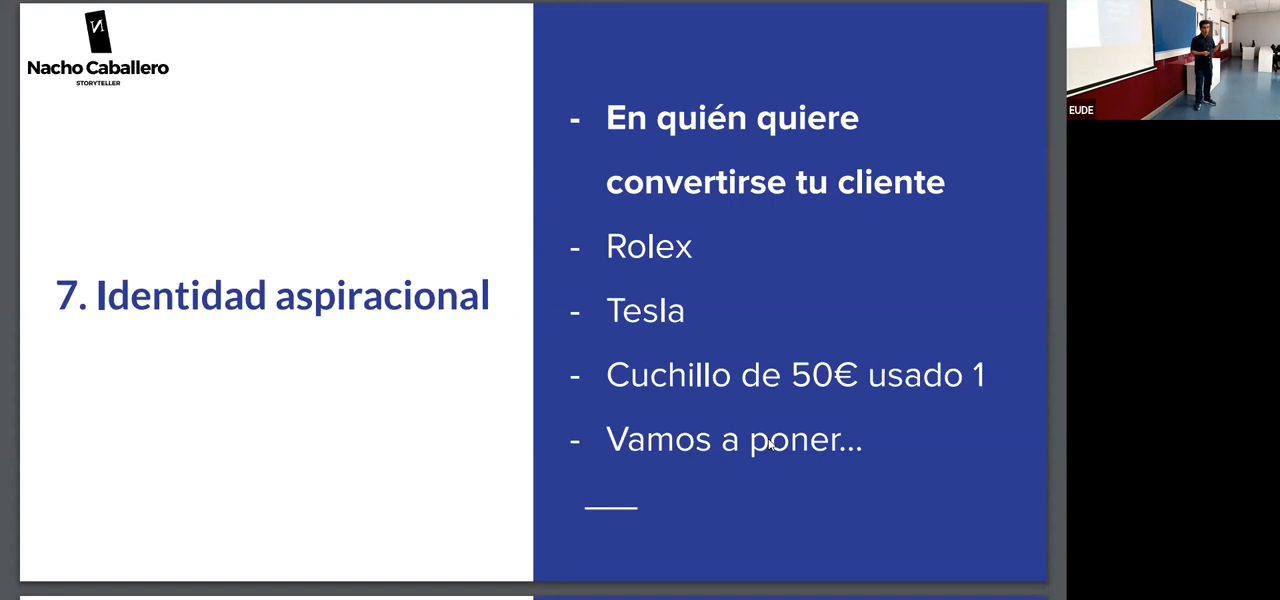 Nacho Caballero
STORYTELLER
7. Identidad aspiracional
- En quién quiere
convertirse tu cliente
- Rolex
- Tesla
- Cuchillo de 50€ usado 1
- Vamos a poner...
EUDE